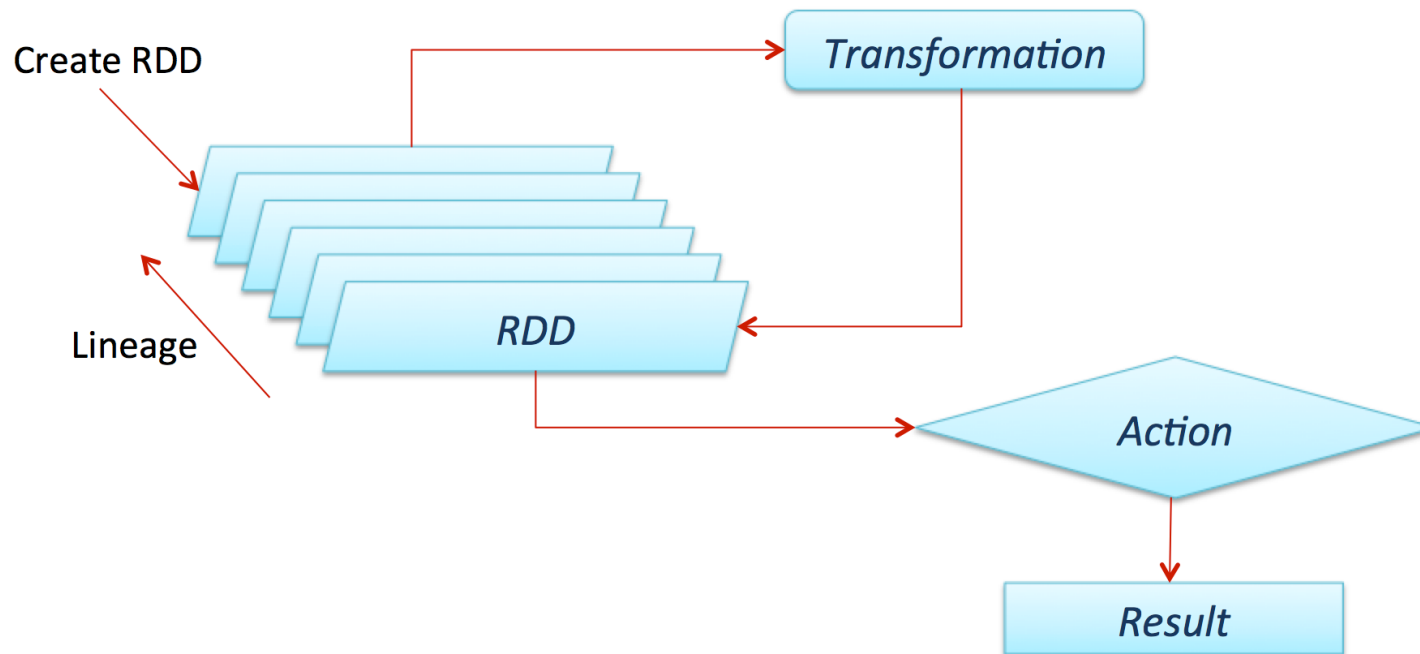 Transformation
Create RDD
RDD
Lineage
Action
Result